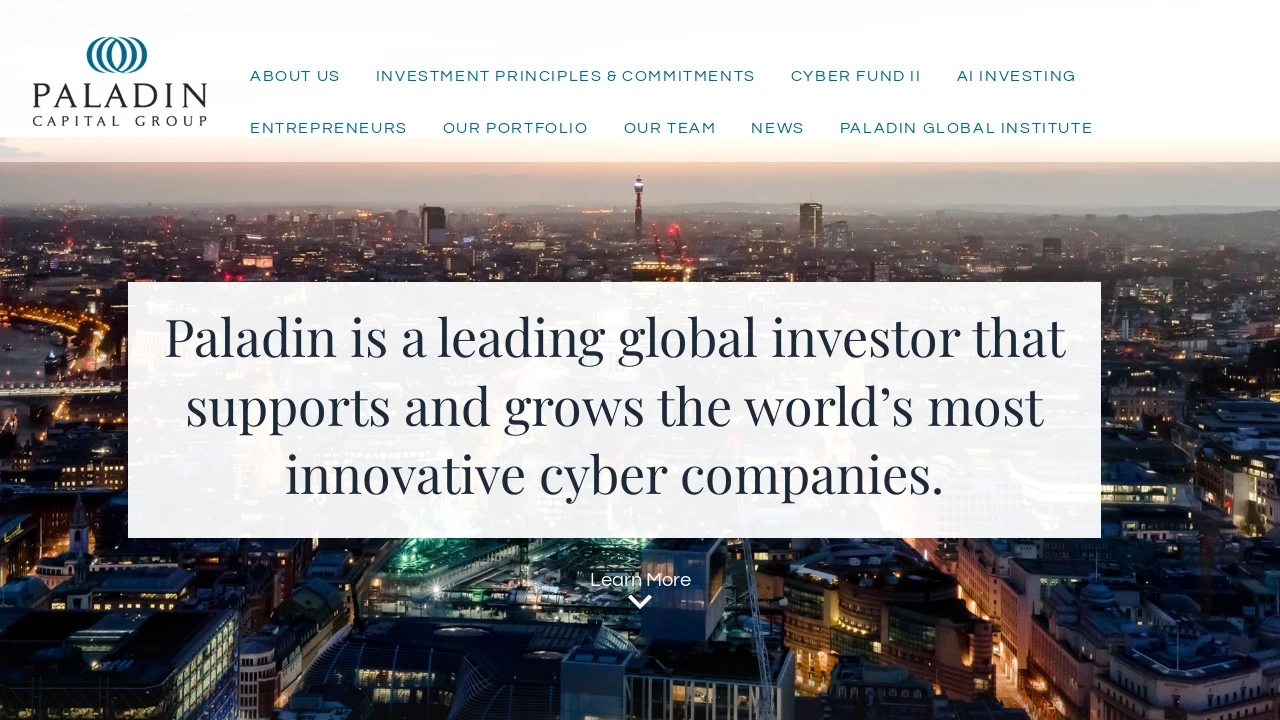 PALADIN
CAPITAL GROUP
ABOUT US INVESTMENT PRINCIPLES & COMMITMENTS CYBER FUND II AI INVESTING
ENTREPRENEURS OUR PORTFOLIO OUR TEAM NEWS PALADIN GLOBAL INSTITUTE
Paladin is a leading global investor that
supports and grows the world’s most
innovative cyber companies.
Learn More